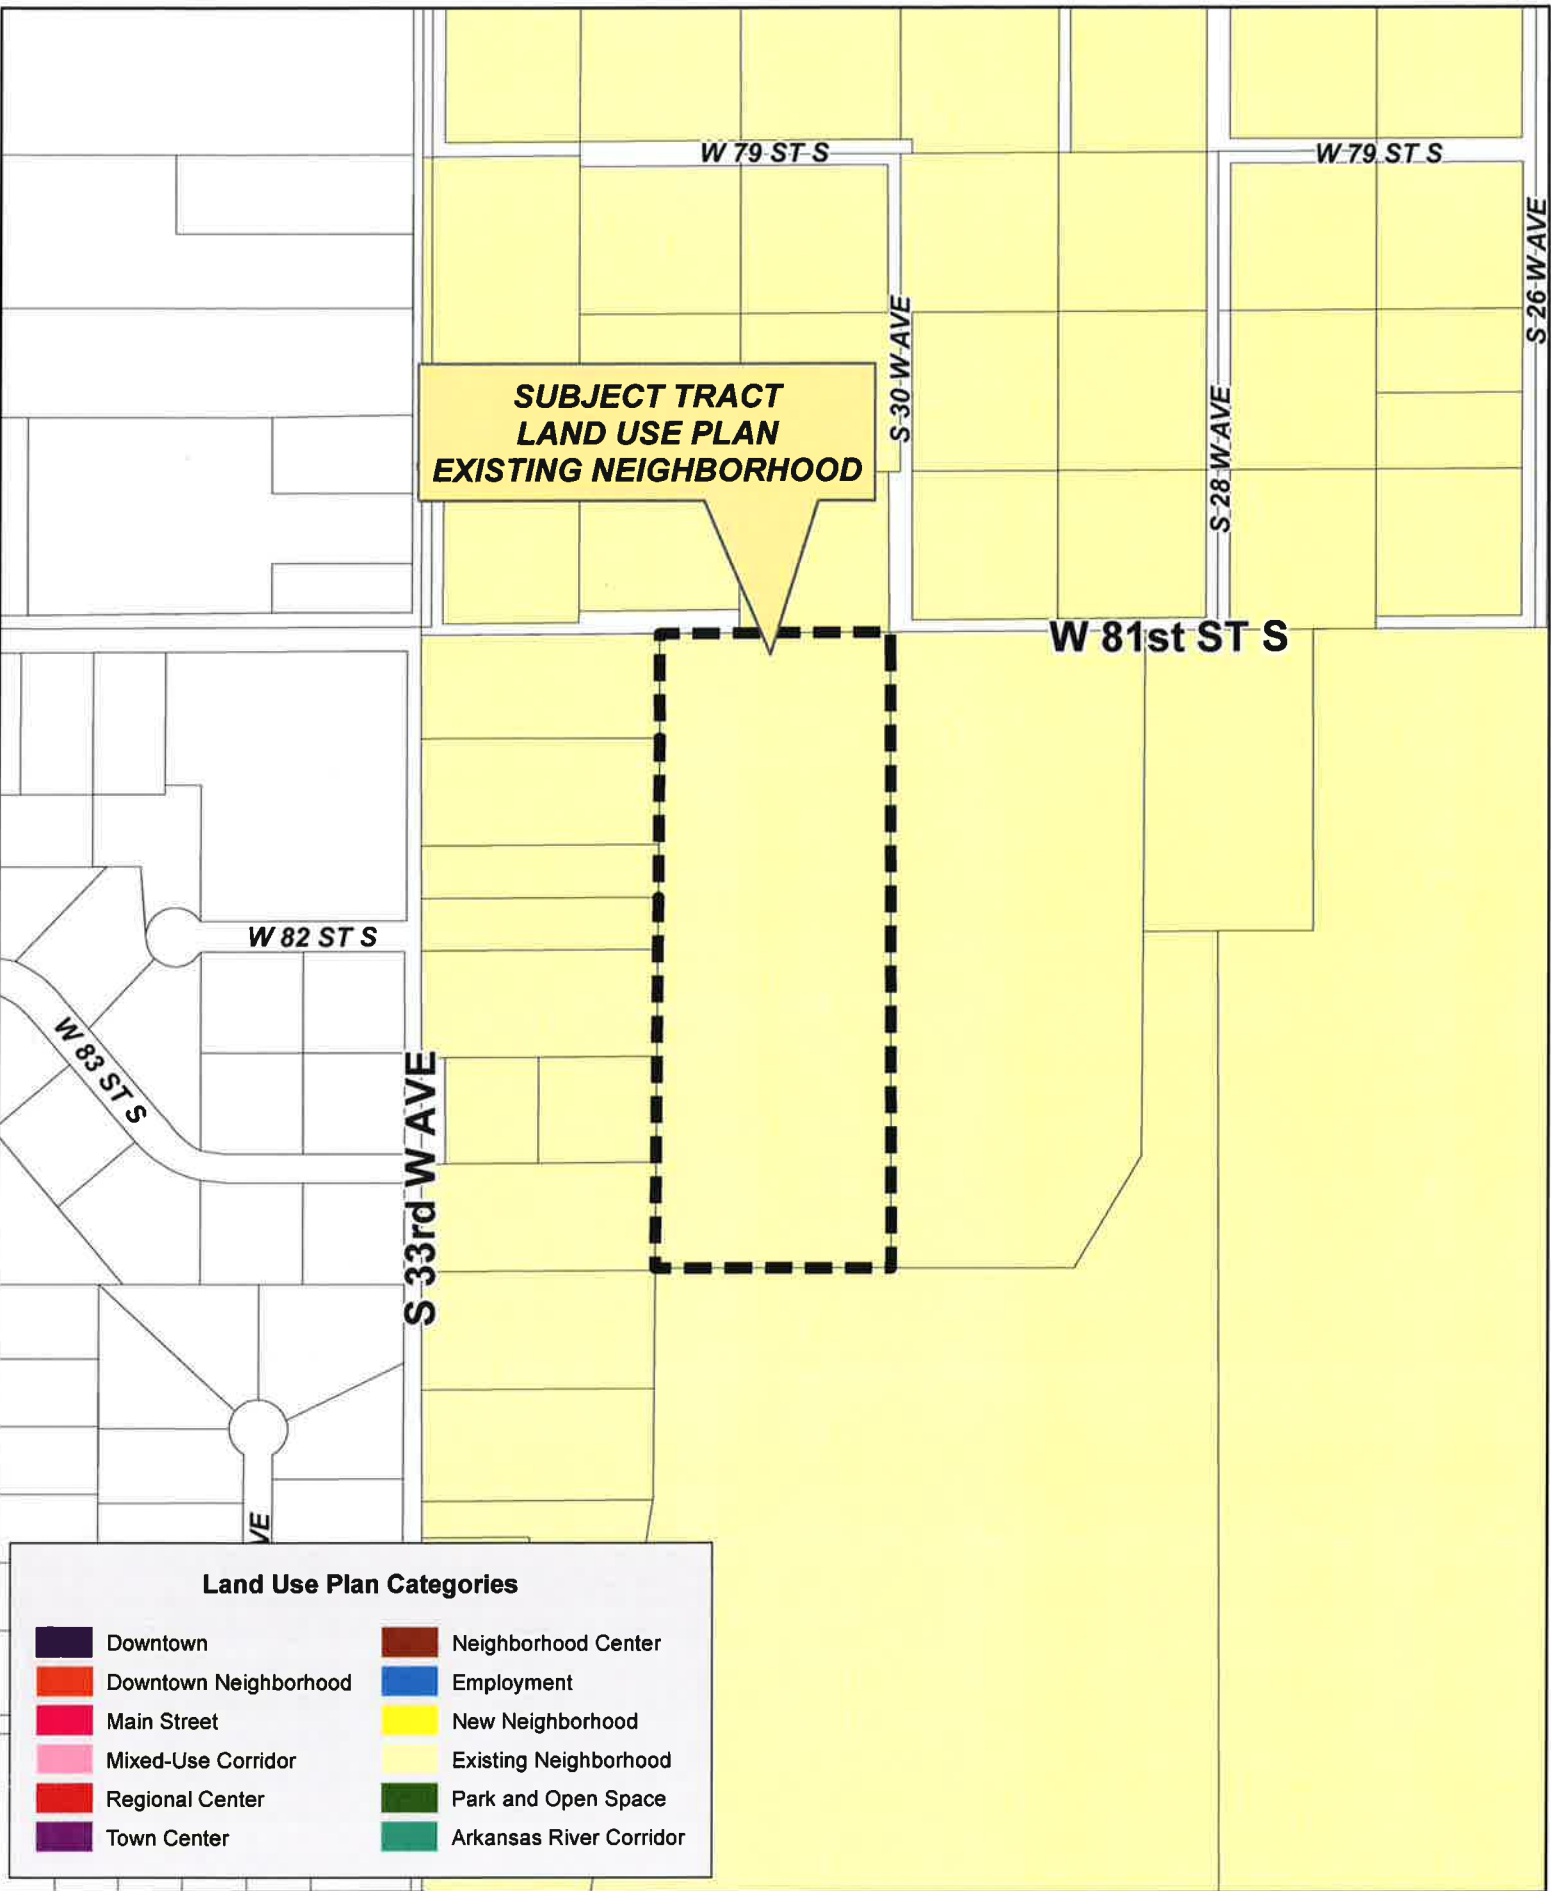 W 79 ST S
W 79 ST S
S 26 W AVE
S 30 W AVE
S 28 W AVE
SUBJECT TRACT
LAND USE PLAN
EXISTING NEIGHBORHOOD
W 81st ST S
W 82 ST S
W 83 ST S
S 33rd W AVE
VE
Land Use Plan Categories
Downtown
Downtown Neighborhood
Main Street
Mixed-Use Corridor
Regional Center
Town Center
Neighborhood Center
Employment
New Neighborhood
Existing Neighborhood
Park and Open Space
Arkansas River Corridor